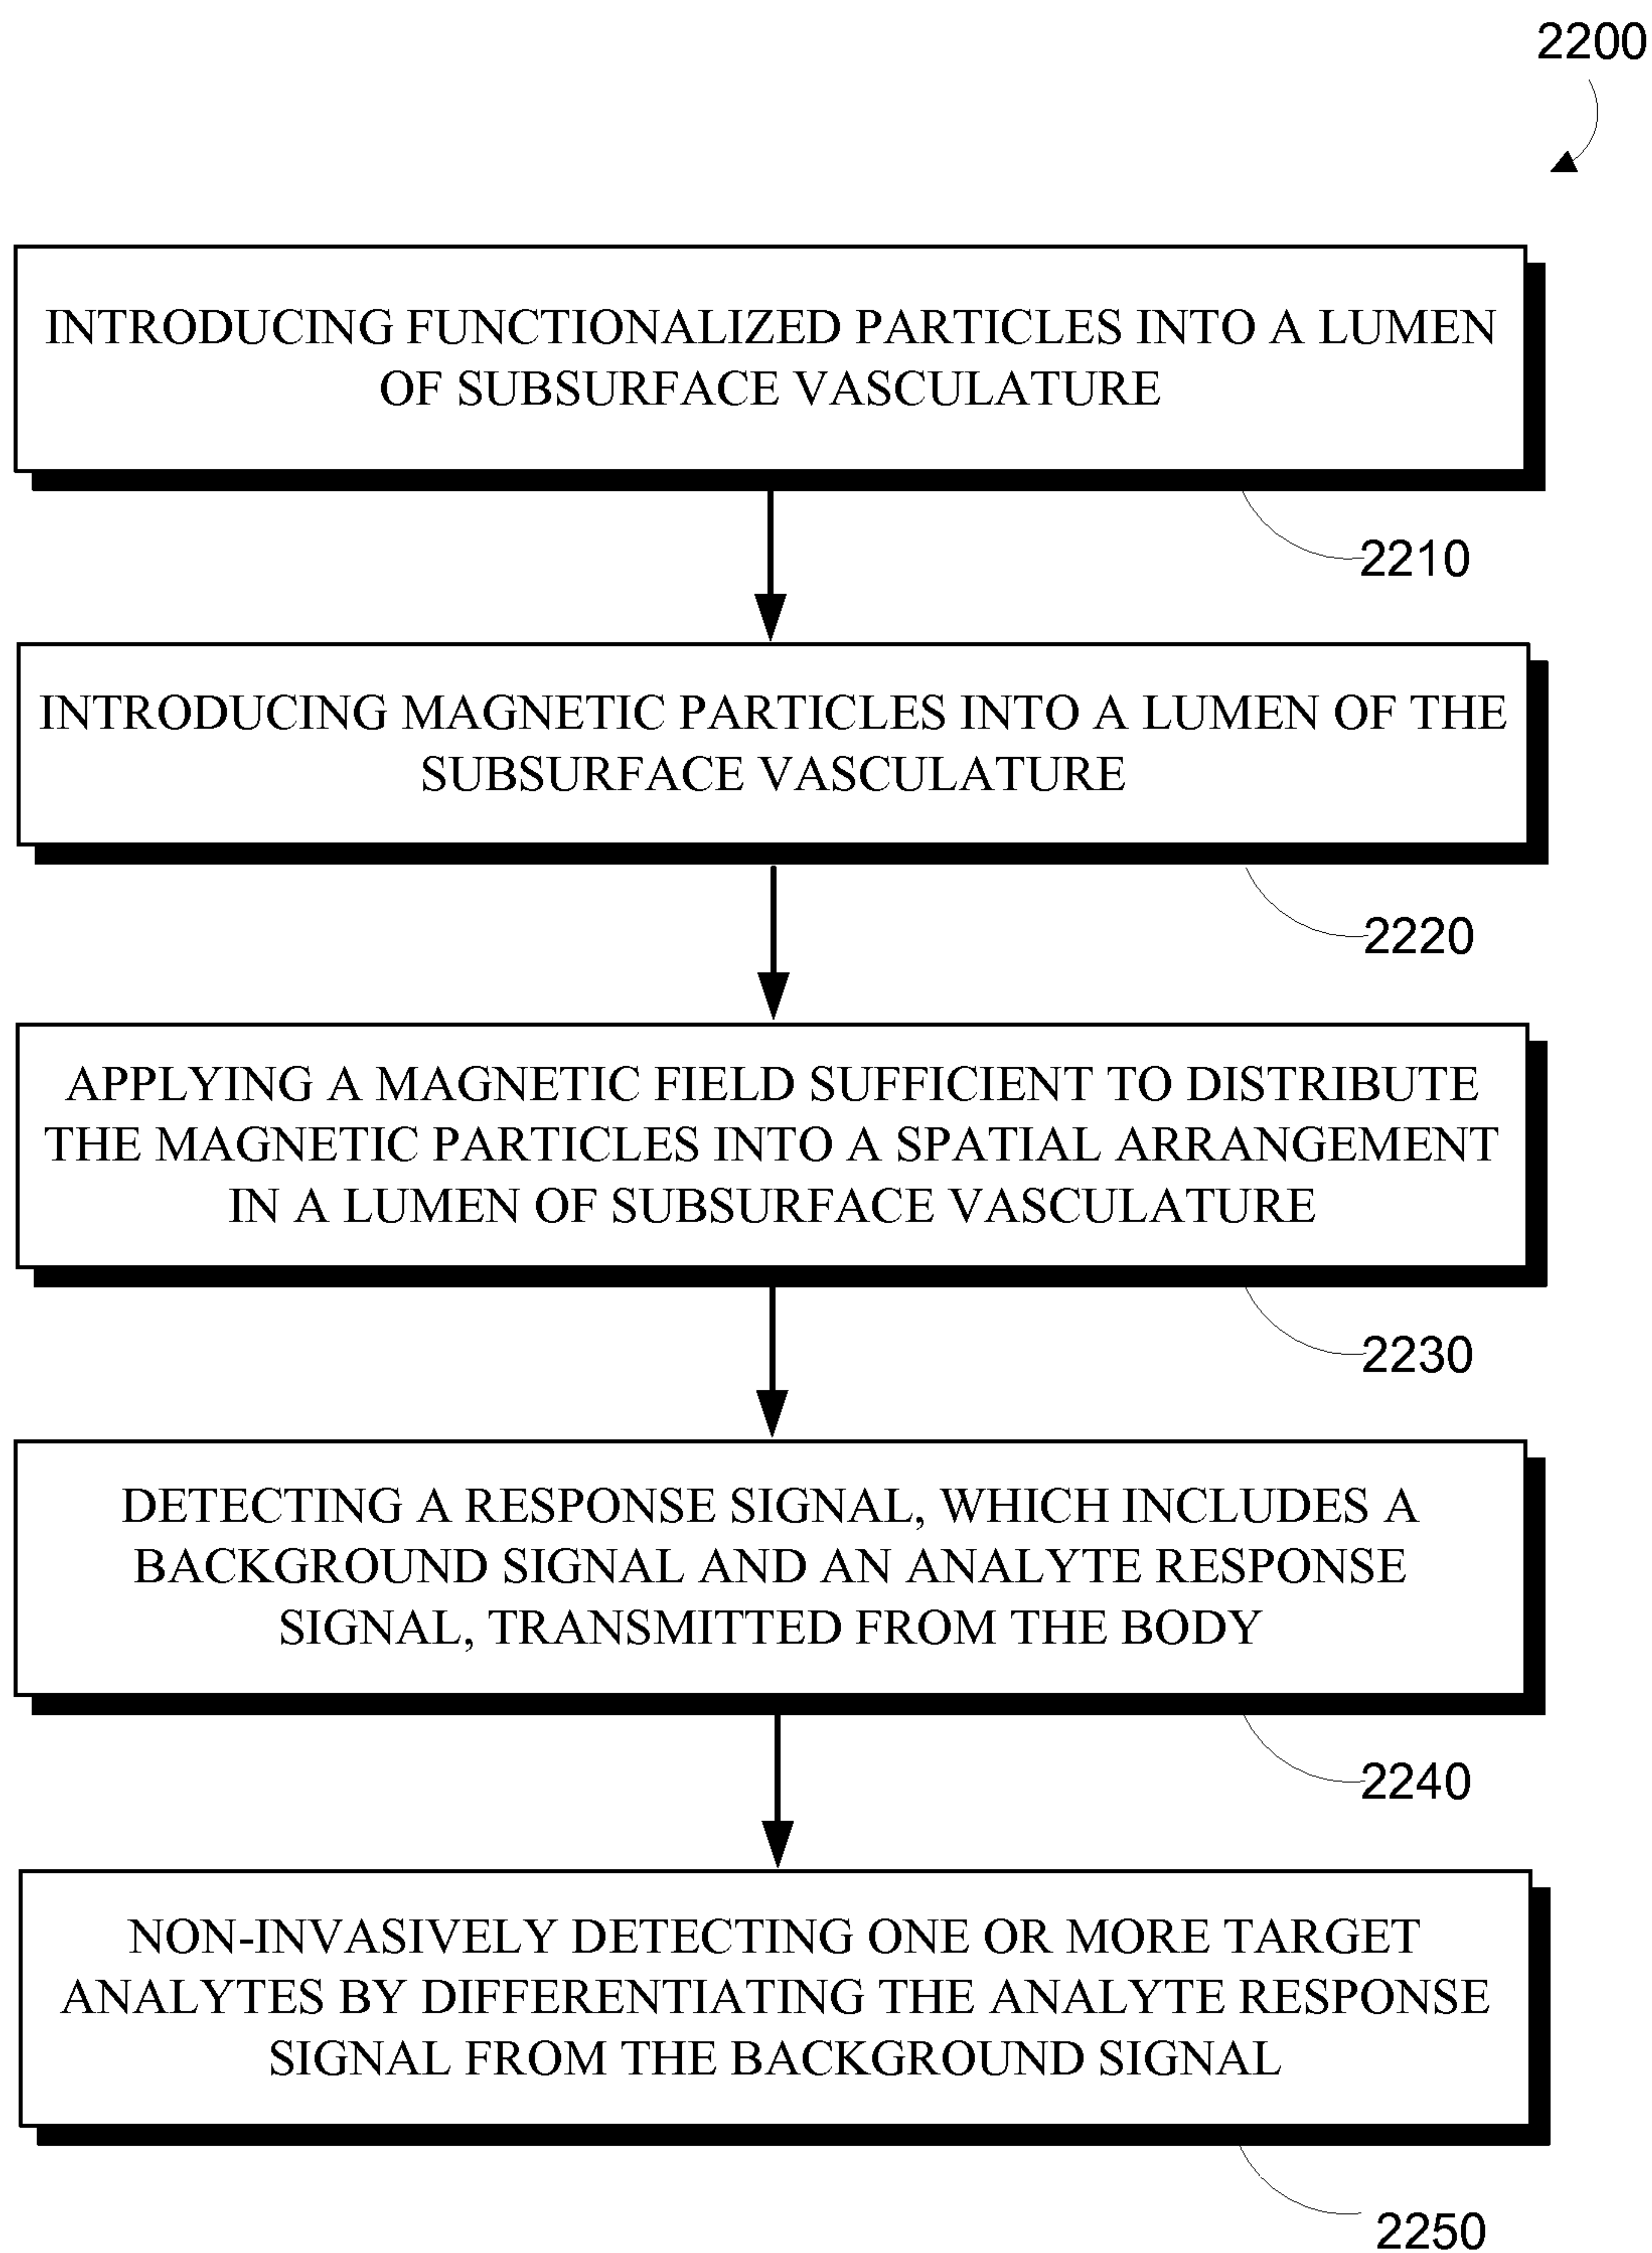 2200
INTRODUCING FUNCTIONALIZED PARTICLES INTO A LUMEN
OF SUBSURFACE VASCULATURE
2210
INTRODUCING MAGNETIC PARTICLES INTO A LUMEN OF THE
SUBSURFACE VASCULATURE
2220
APPLYING A MAGNETIC FIELD SUFFICIENT TO DISTRIBUTE
THE MAGNETIC PARTICLES INTO A SPATIAL ARRANGEMENT
IN A LUMEN OF SUBSURFACE VASCULATURE
2230
DETECTING A RESPONSE SIGNAL, WHICH INCLUDES A
BACKGROUND SIGNAL AND AN ANALYTE RESPONSE
SIGNAL, TRANSMITTED FROM THE BODY
2240
NON-INVASIVELY DETECTING ONE OR MORE TARGET
ANALYTES BY DIFFERENTIATING THE ANALYTE RESPONSE
SIGNAL FROM THE BACKGROUND SIGNAL
2250